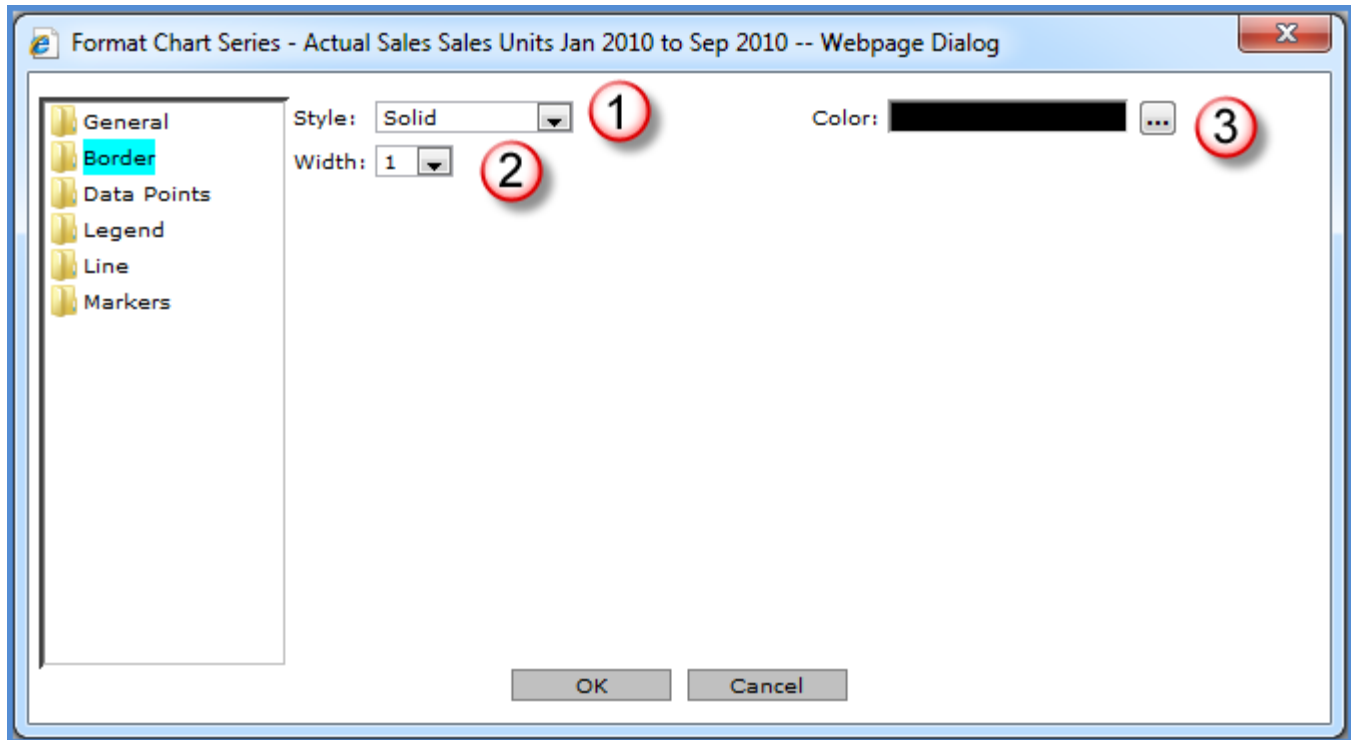 Format Chart Series - Actual Sales Sales Units Jan 2010 to Sep 2010 -- Webpage Dialog
General
Border
Data Points
Legend
Line
Markers
Style: Solid 1 Color: ... 3
Width: 1 2
OK Cancel